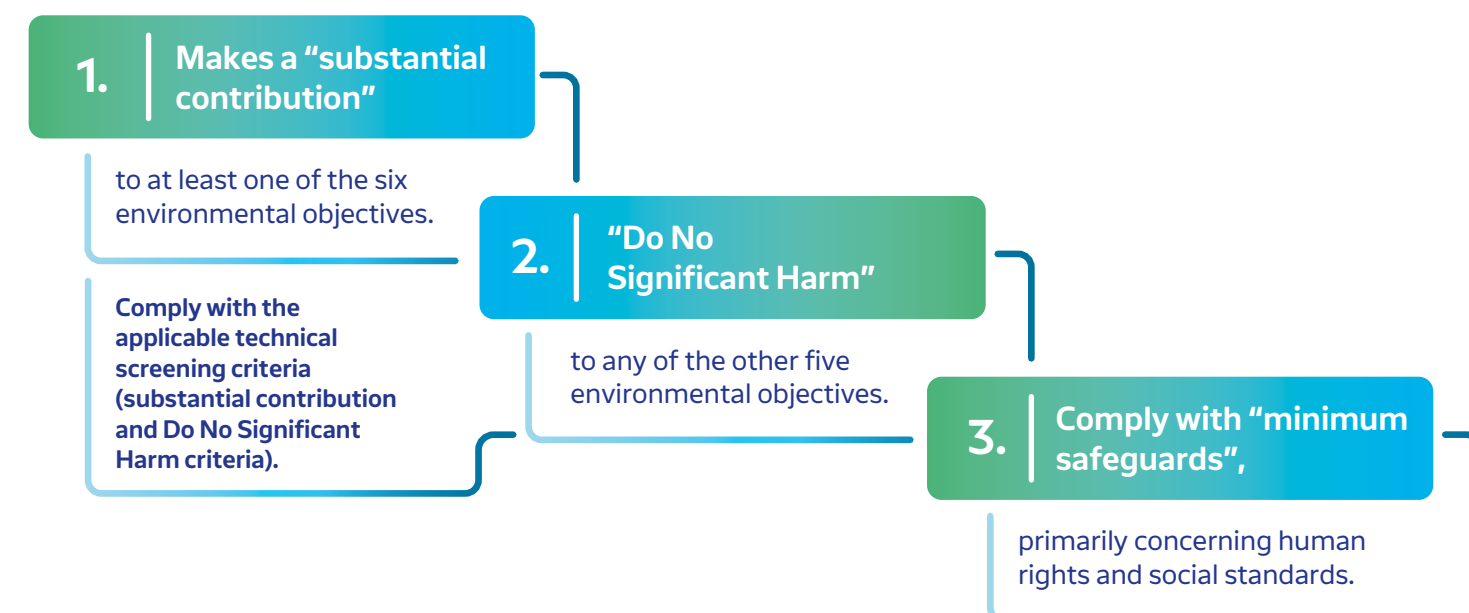 1.
Makes a “substantial
contribution”
to at least one of the six
environmental objectives.
Comply with the
applicable technical
screening criteria
(substantial contribution
and Do No Significant
Harm criteria).
2.
“Do No
Significant Harm”
to any of the other five
environmental objectives.
3.
Comply with “minimum
safeguards”,
primarily concerning human
rights and social standards.